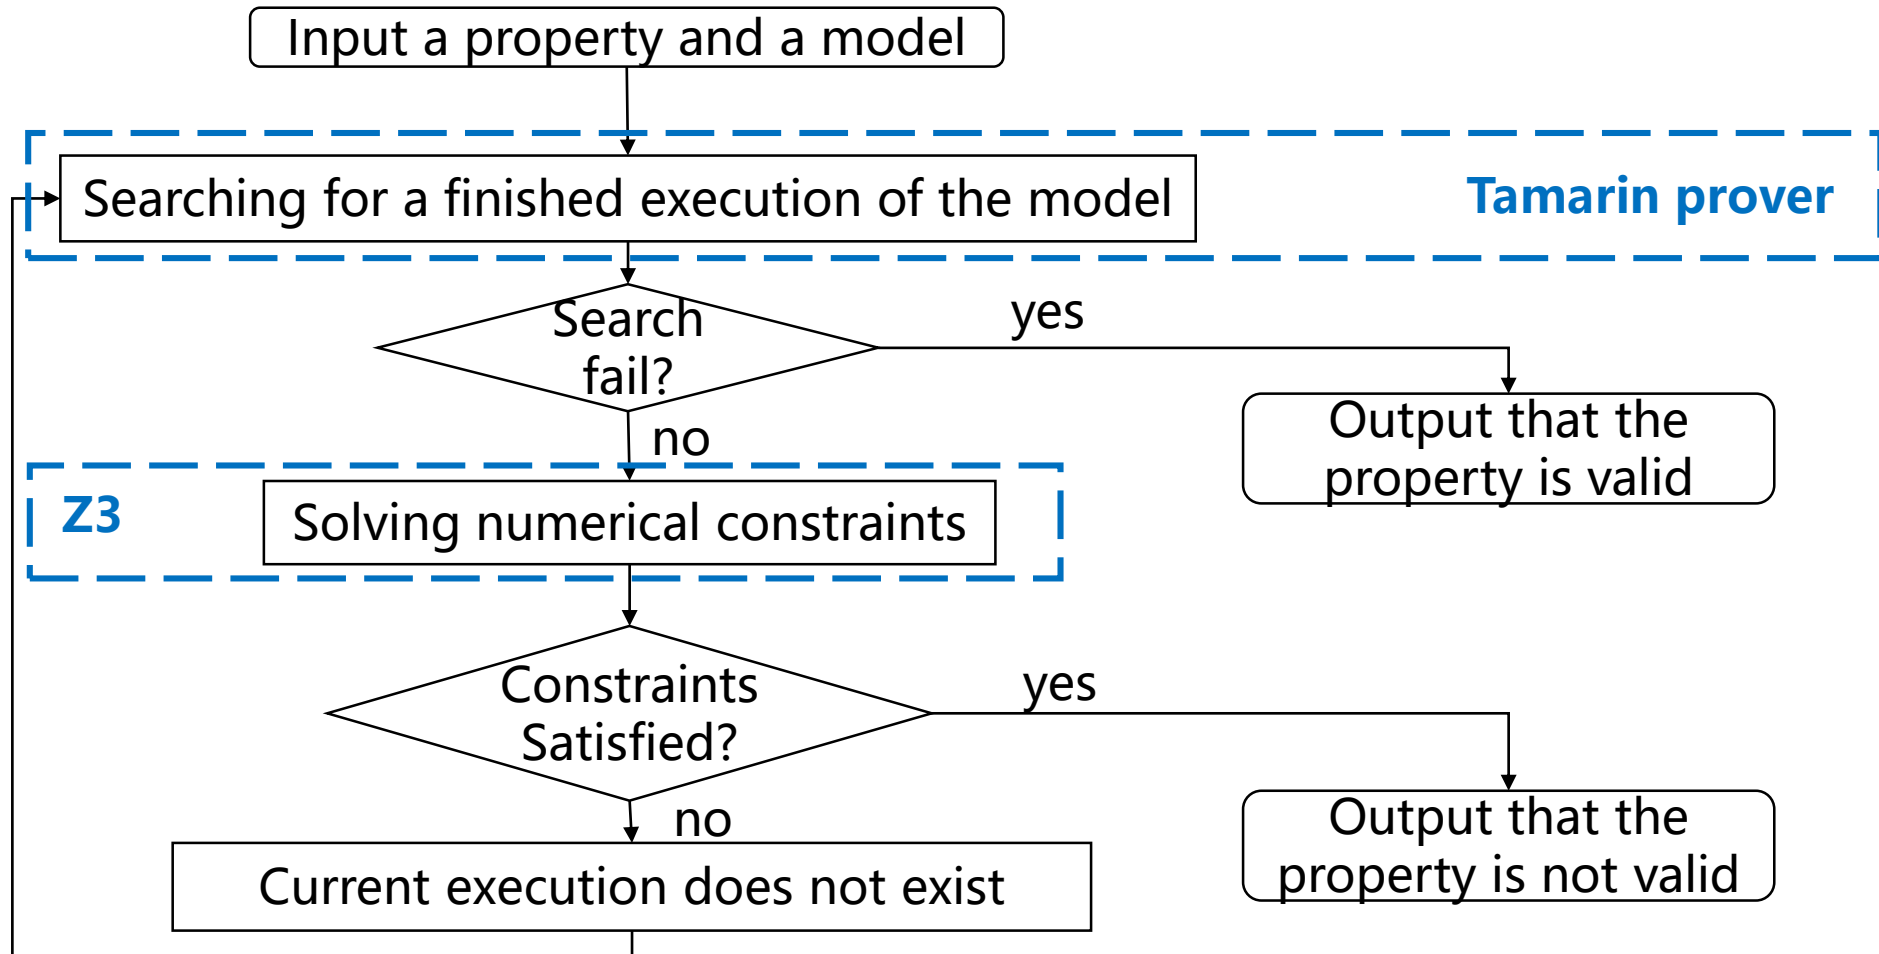 Input a property and a model
Searching for a finished execution of the model
Tamarin prover
Search
fail?
yes
no
Output that the
property is valid
Z3
Solving numerical constraints
Constraints
Satisfied?
yes
no
Output that the
property is not valid
Current execution does not exist